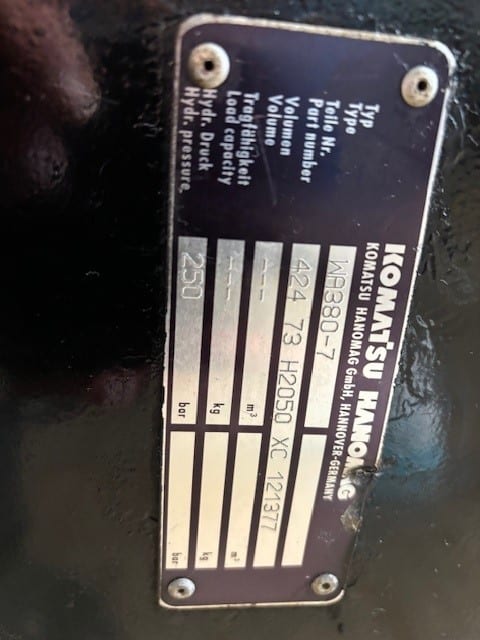 KOMATSU HANOMAG
KOMATSU HANOMAG GmbH, HANNOVER-GERMANY
Typ
Type
WA380-7
Teile Nr.
Part number
424 73 H2050 XC 121377
Volumen
Volume
--- m³ m³
Tragfähigkeit
Load capacity
--- kg kg
Hydr. Druck
Hydr. pressure
250 bar bar